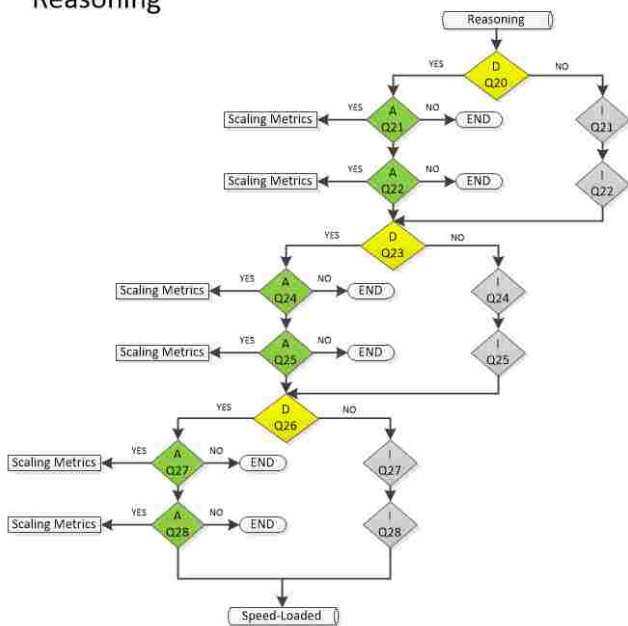 Reasoning
Reasoning
YES
D
Q20
NO
Scaling Metrics
YES
A
Q21
NO
END
I
Q21
Scaling Metrics
YES
A
Q22
NO
END
I
Q22
YES
D
Q23
NO
Scaling Metrics
YES
A
Q24
NO
END
I
Q24
Scaling Metrics
YES
A
Q25
NO
END
I
Q25
YES
D
Q26
NO
Scaling Metrics
YES
A
Q27
NO
END
I
Q27
Scaling Metrics
YES
A
Q28
NO
END
I
Q28
Speed-Loaded